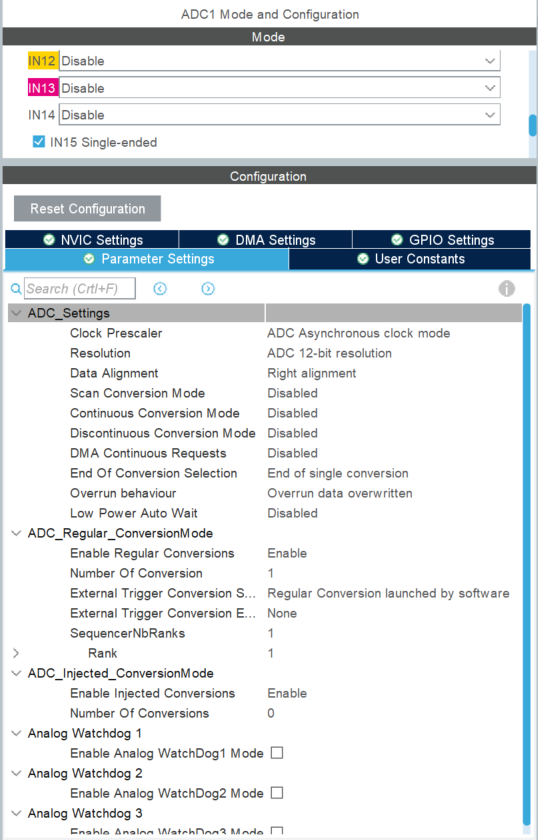 ADC1 Mode and Configuration
Mode
IN12 Disable
IN13 Disable
IN14 Disable
IN15 Single-ended
Configuration
Reset Configuration
NVIC Settings DMA Settings GPIO Settings
Parameter Settings User Constants
Search (Crtl+F)
ADC_Settings
Clock Prescaler ADC Asynchronous clock mode
Resolution ADC 12-bit resolution
Data Alignment Right alignment
Scan Conversion Mode Disabled
Continuous Conversion Mode Disabled
Discontinuous Conversion Mode Disabled
DMA Continuous Requests Disabled
End Of Conversion Selection End of single conversion
Overrun behaviour Overrun data overwritten
Low Power Auto Wait Disabled
ADC_Regular_ConversionMode
Enable Regular Conversions Enable
Number Of Conversion 1
External Trigger Conversion S... Regular Conversion launched by software
External Trigger Conversion E... None
SequencerNbRanks 1
Rank 1
ADC_Injected_ConversionMode
Enable Injected Conversions Enable
Number Of Conversions 0
Analog Watchdog 1
Enable Analog WatchDog1 Mode
Analog Watchdog 2
Enable Analog WatchDog2 Mode
Analog Watchdog 3
Enable Analog WatchDog3 Mode